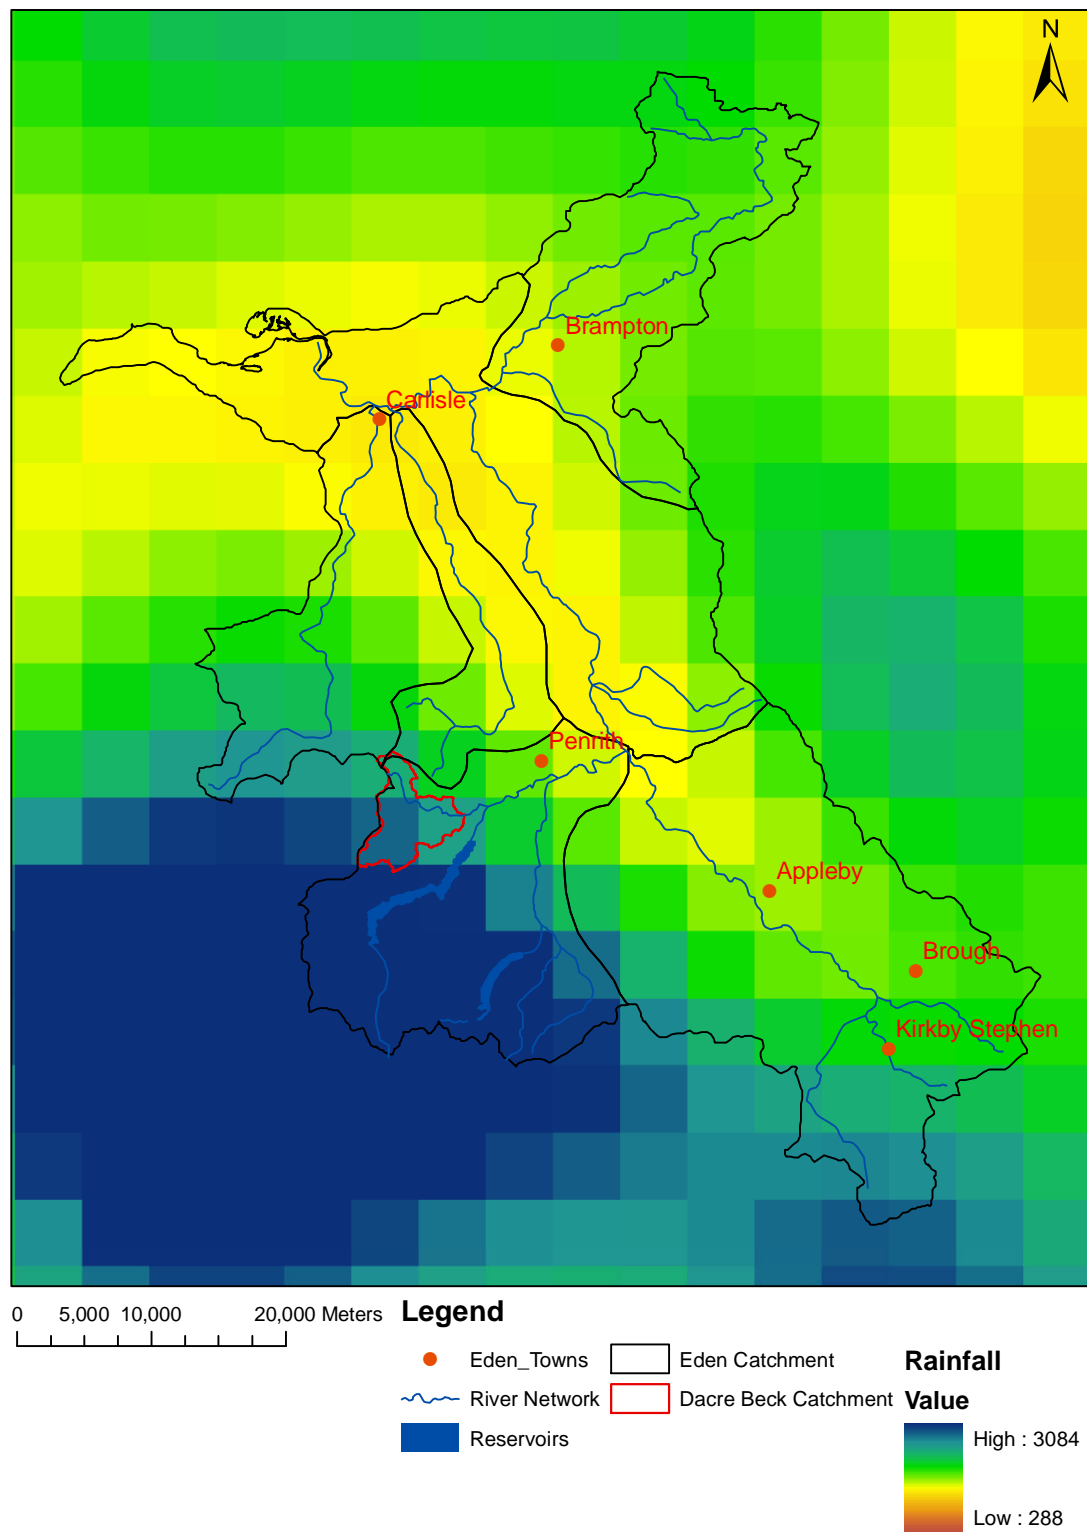 N
Brampton
Carlisle
Penrith
Appleby
Brough
Kirkby Stephen
0 5,000 10,000 20,000 Meters
Legend
Eden_Towns
River Network
Reservoirs
Eden Catchment
Dacre Beck Catchment
Rainfall
Value
High : 3084
Low : 288